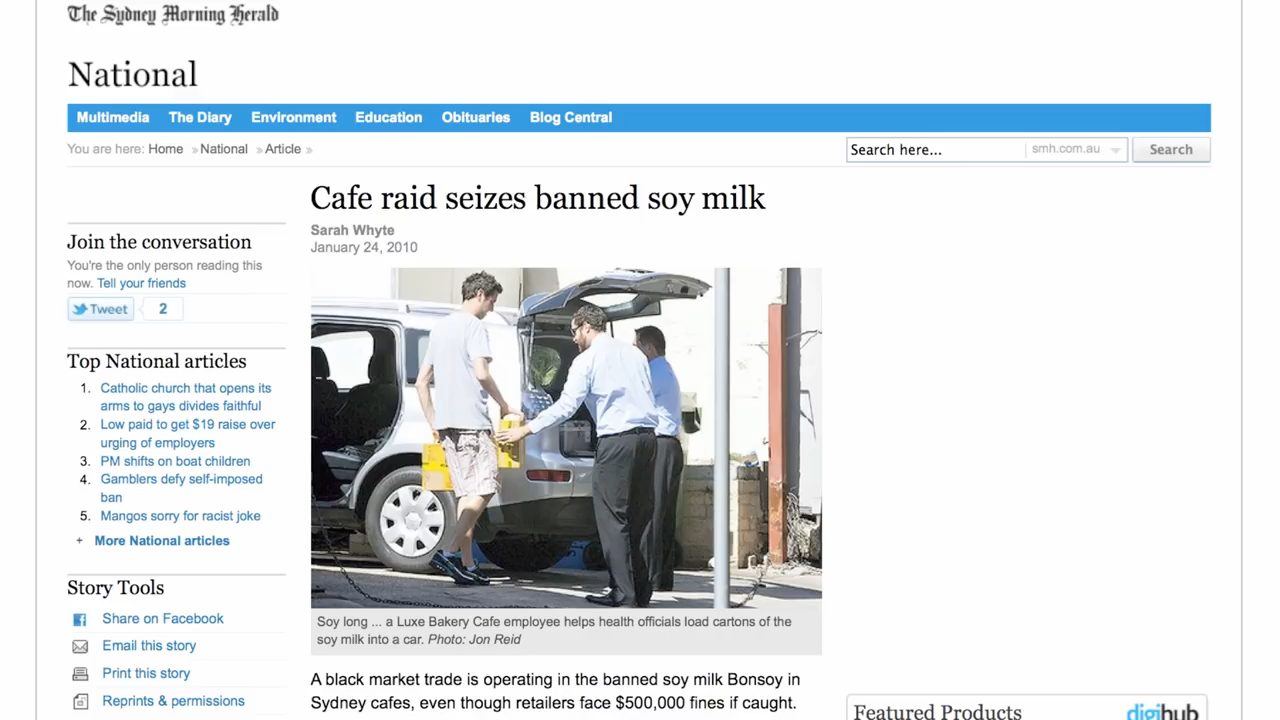 The Sydney Morning Herald
National
Multimedia The Diary Environment Education Obituaries Blog Central
You are here: Home » National » Article »
Search here... smh.com.au Search
Cafe raid seizes banned soy milk
Sarah Whyte
January 24, 2010
Join the conversation
You're the only person reading this
now. Tell your friends
Tweet 2
Top National articles
1. Catholic church that opens its
arms to gays divides faithful
2. Low paid to get $19 raise over
urging of employers
3. PM shifts on boat children
4. Gamblers defy self-imposed
ban
5. Mangos sorry for racist joke
+ More National articles
Story Tools
Share on Facebook
Email this story
Print this story
Reprints & permissions
Soy long ... a Luxe Bakery Cafe employee helps health officials load cartons of the
soy milk into a car. Photo: Jon Reid
A black market trade is operating in the banned soy milk Bonsoy in
Sydney cafes, even though retailers face $500,000 fines if caught.
Featured Products digihub